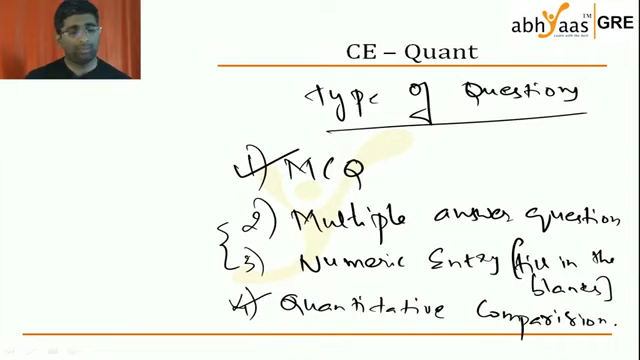 abhyaas™ GRE
Learn with the best
CE – Quant
type of Questions
1) MCQ
2) Multiple answer question
3) Numeric Entry [fill in the
blanks]
4) Quantitative Comparision.